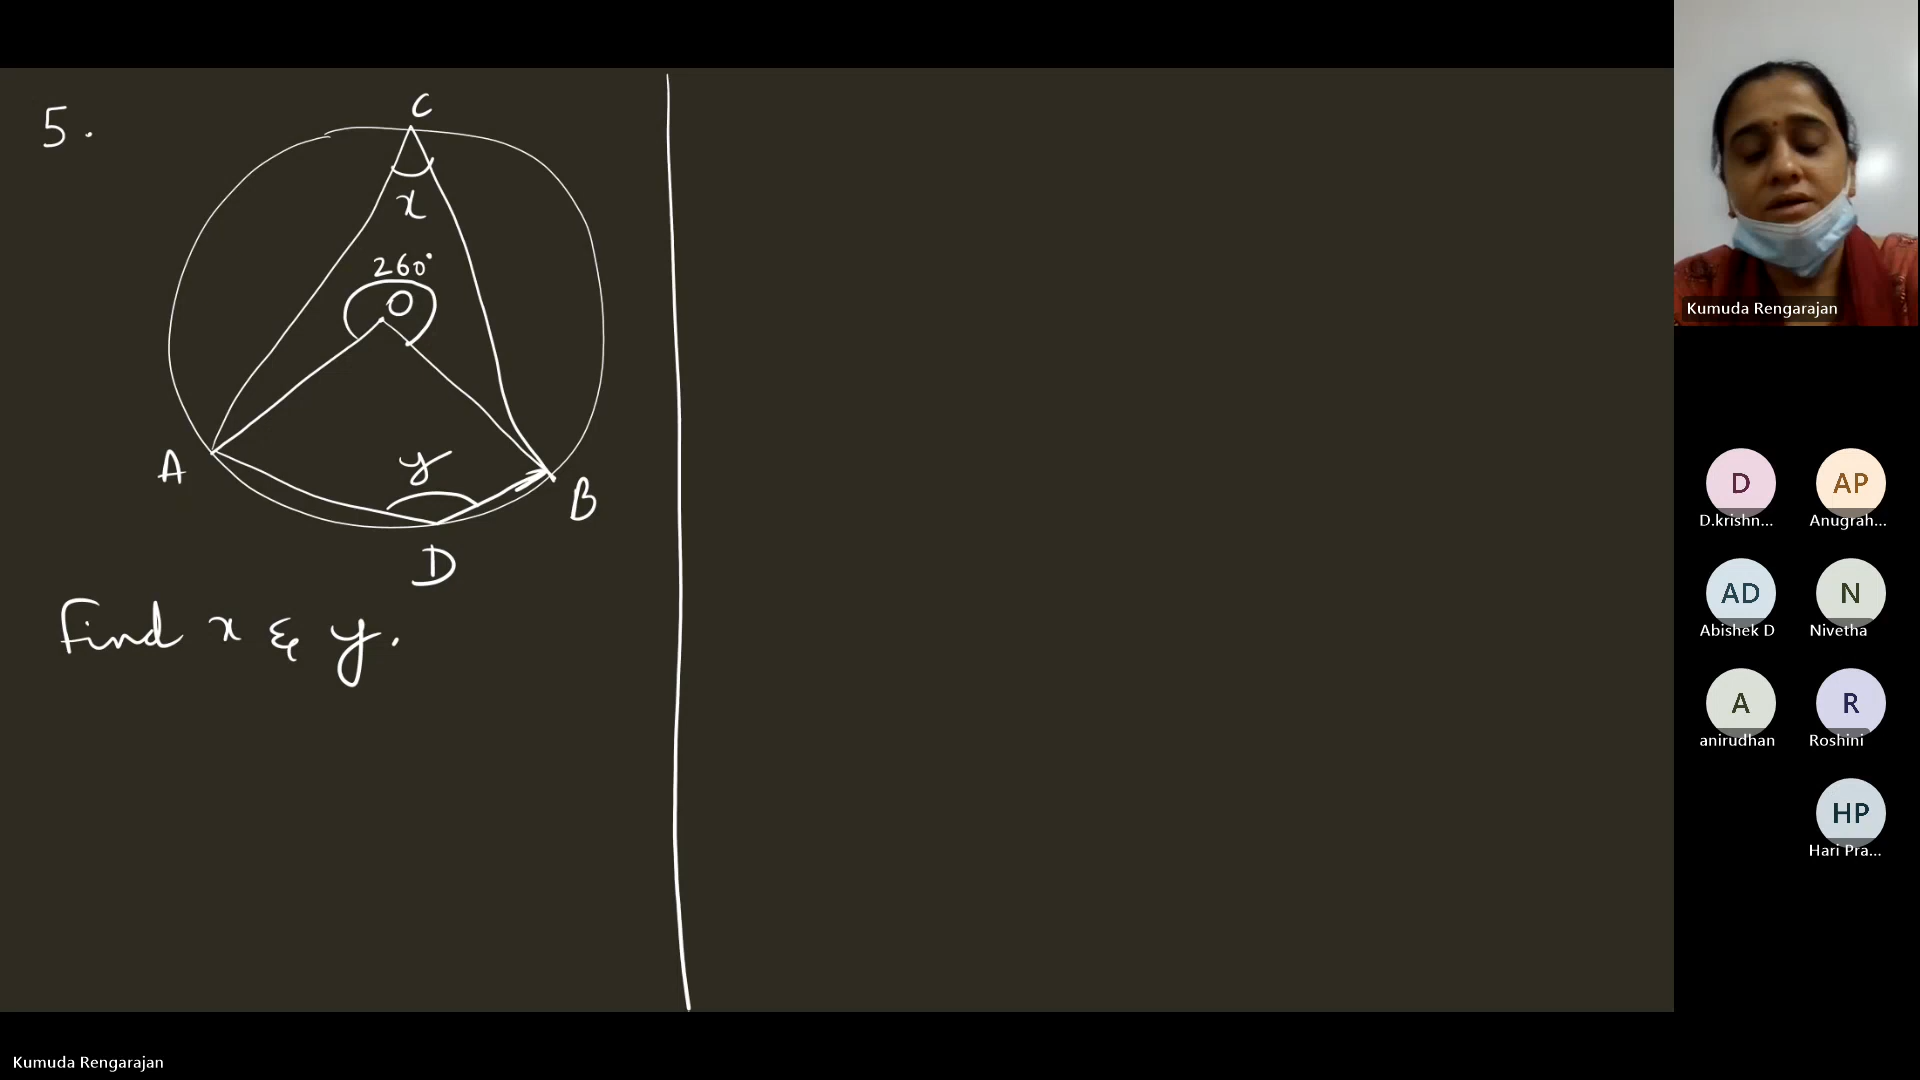 5.
C
x
260°
O
A
y
B
D
Find x & y.
Kumuda Rengarajan
D
AP
D.krishn...
Anugrah...
AD
N
Abishek D
Nivetha
A
R
anirudhan
Roshini
HP
Hari Pra...
Kumuda Rengarajan